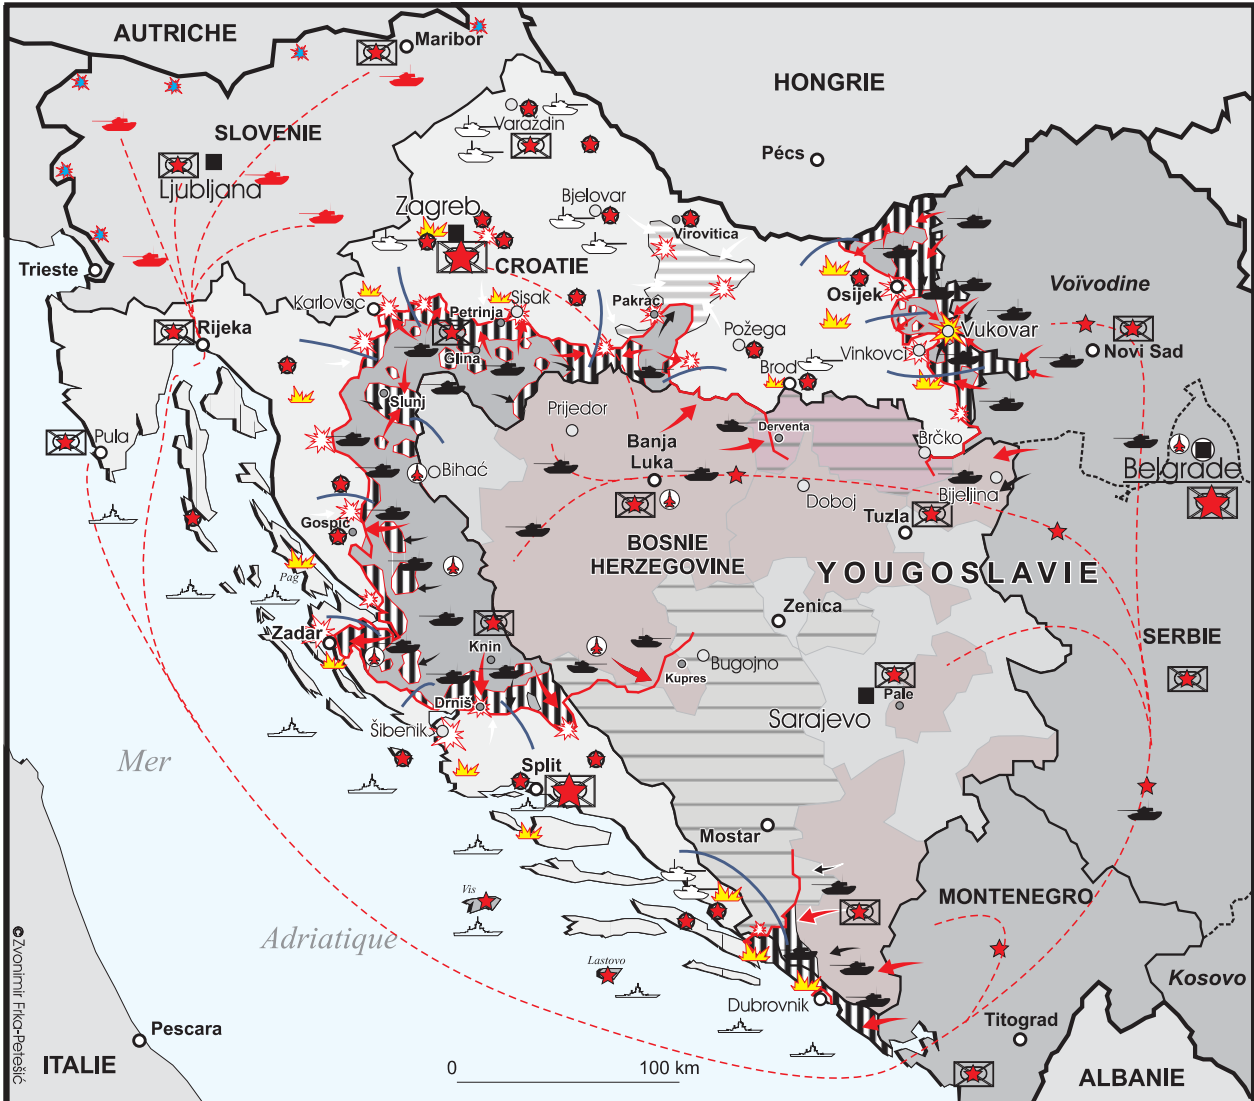 AUTRICHE
Maribor
HONGRIE
SLOVENIE
Varaždin
Pécs
Ljubljana
Bjelovar
Zagreb
Virovitica
CROATIE
Trieste
Voïvodine
Osijek
Karlovac
Sisak
Pakrac
Petrinja
Rijeka
Požega
Vukovar
Glina
Vinkovci
Novi Sad
Brod
Slunj
Prijedor
Derventa
Pula
Banja
Luka
Brčko
Bihać
Belgrade
Doboj
Bijeljina
Gospić
Tuzla
BOSNIE
HERZEGOVINE
YOUGOSLAVIE
Pag
Zenica
Zadar
SERBIE
Knin
Bugojno
Kupres
Pale
Drniš
Sarajevo
Šibenik
Mer
Split
Mostar
Vis
MONTENEGRO
Adriatique
Lastovo
Kosovo
Dubrovnik
Pescara
Titograd
ITALIE
0 100 km
ALBANIE
©Zvonimir Frka-Petešić